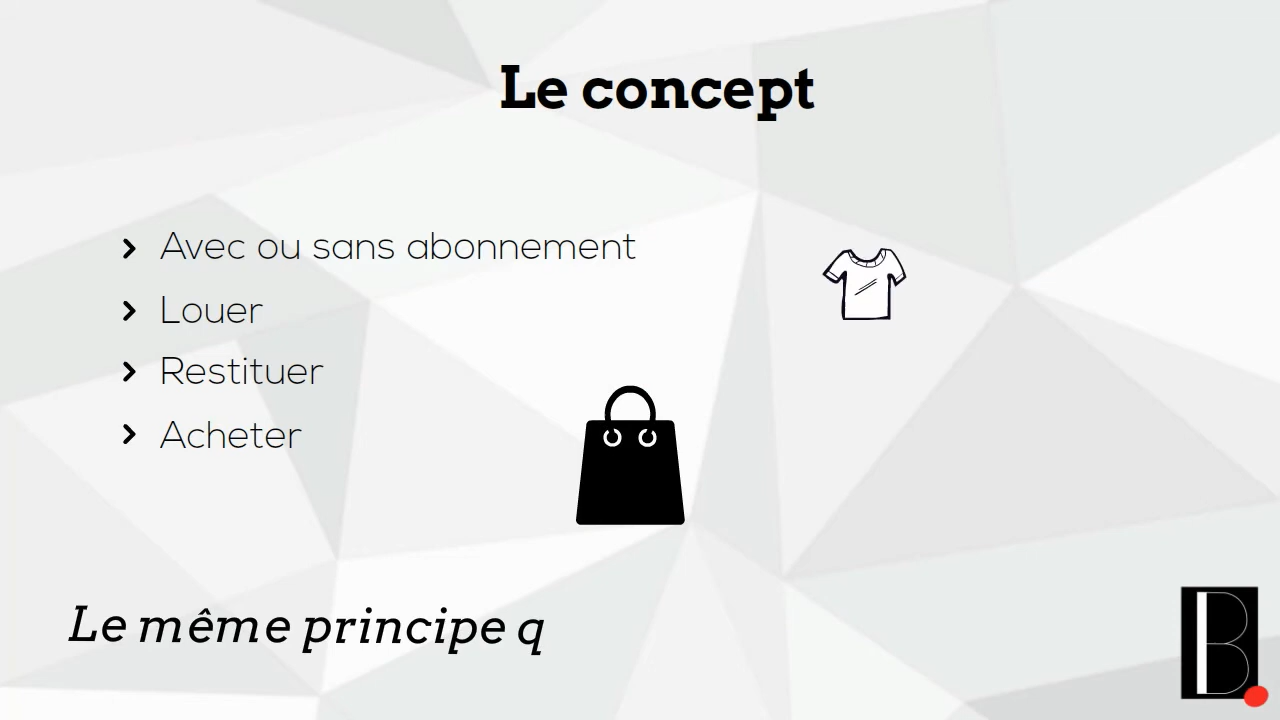 Le concept
Avec ou sans abonnement
Louer
Restituer
Acheter
Le même principe q
B